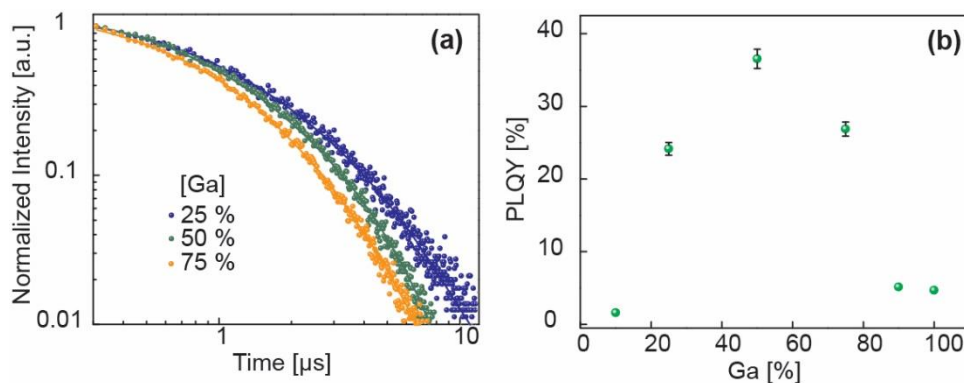 (a)
Normalized Intensity [a.u.]
1
0.1
0.01
[Ga]
25 %
50 %
75 %
1
10
Time [µs]
(b)
PLQY [%]
40
30
20
10
0
0 20 40 60 80 100
Ga [%]